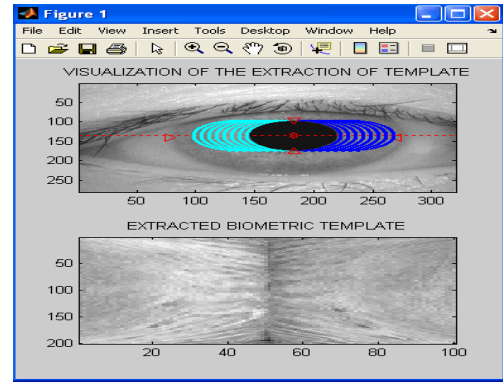 Figure 1
File Edit View Insert Tools Desktop Window Help
VISUALIZATION OF THE EXTRACTION OF TEMPLATE
50
100
150
200
250
50 100 150 200 250 300
EXTRACTED BIOMETRIC TEMPLATE
50
100
150
200
20 40 60 80 100